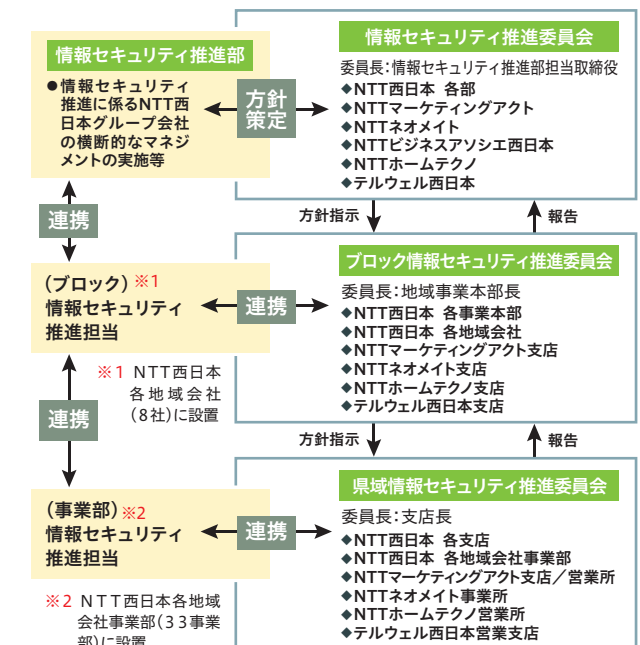 情報セキュリティ推進部
●情報セキュリティ
推進に係るNTT西
日本グループ会社
の横断的なマネジ
メントの実施等
方針
策定
情報セキュリティ推進委員会
委員長:情報セキュリティ推進部担当取締役
◆NTT西日本 各部
◆NTTマーケティングアクト
◆NTTネオメイト
◆NTTビジネスアソシエ西日本
◆NTTホームテクノ
◆テルウェル西日本
連携
方針指示
報告
(ブロック)※1
情報セキュリティ
推進担当
連携
ブロック情報セキュリティ推進委員会
委員長:地域事業本部長
◆NTT西日本 各事業本部
◆NTT西日本 各地域会社
◆NTTマーケティングアクト支店
◆NTTネオメイト支店
◆NTTホームテクノ支店
◆テルウェル西日本支店
※1 NTT西日本
各地域会社
(8社)に設置
連携
方針指示
報告
(事業部)※2
情報セキュリティ
推進担当
連携
県域情報セキュリティ推進委員会
委員長:支店長
◆NTT西日本 各支店
◆NTT西日本 各地域会社事業部
◆NTTマーケティングアクト支店/営業所
◆NTTネオメイト事業所
◆NTTホームテクノ営業所
◆テルウェル西日本営業支店
※2 NTT西日本各地域
会社事業部(33事業
部)に設置